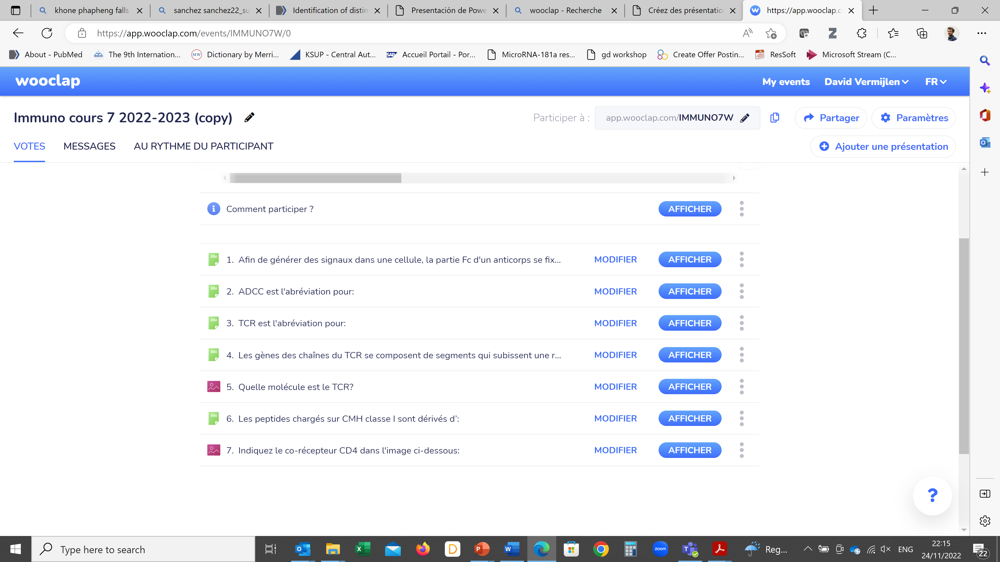 khone phapheng falls
sanchez sanchez22_su
Identification of distin
Presentación de Powe
wooclap - Recherche
Créez des présentatio
https://app.wooclap.c
https://app.wooclap.com/events/IMMUNO7W/0
About - PubMed
The 9th Internation...
Dictionary by Merri...
KSUP - Central Aut...
Accueil Portail - Por...
MicroRNA-181a res...
gd workshop
Create Offer Postin...
ResSoft
Microsoft Stream (C...
wooclap
My events
David Vermijlen
FR
Immuno cours 7 2022-2023 (copy)
Participer à :
app.wooclap.com/IMMUNO7W
Partager
Paramètres
VOTES
MESSAGES
AU RYTHME DU PARTICIPANT
Ajouter une présentation
Comment participer ? AFFICHER
1. Afin de générer des signaux dans une cellule, la partie Fc d'un anticorps se fix... MODIFIER AFFICHER
2. ADCC est l'abréviation pour: MODIFIER AFFICHER
3. TCR est l'abréviation pour: MODIFIER AFFICHER
4. Les gènes des chaînes du TCR se composent de segments qui subissent une r... MODIFIER AFFICHER
5. Quelle molécule est le TCR? MODIFIER AFFICHER
6. Les peptides chargés sur CMH classe I sont dérivés d’: MODIFIER AFFICHER
7. Indiquez le co-récepteur CD4 dans l'image ci-dessous: MODIFIER AFFICHER
?
Type here to search
zoom
Reg...
ENG
22:15
24/11/2022
22